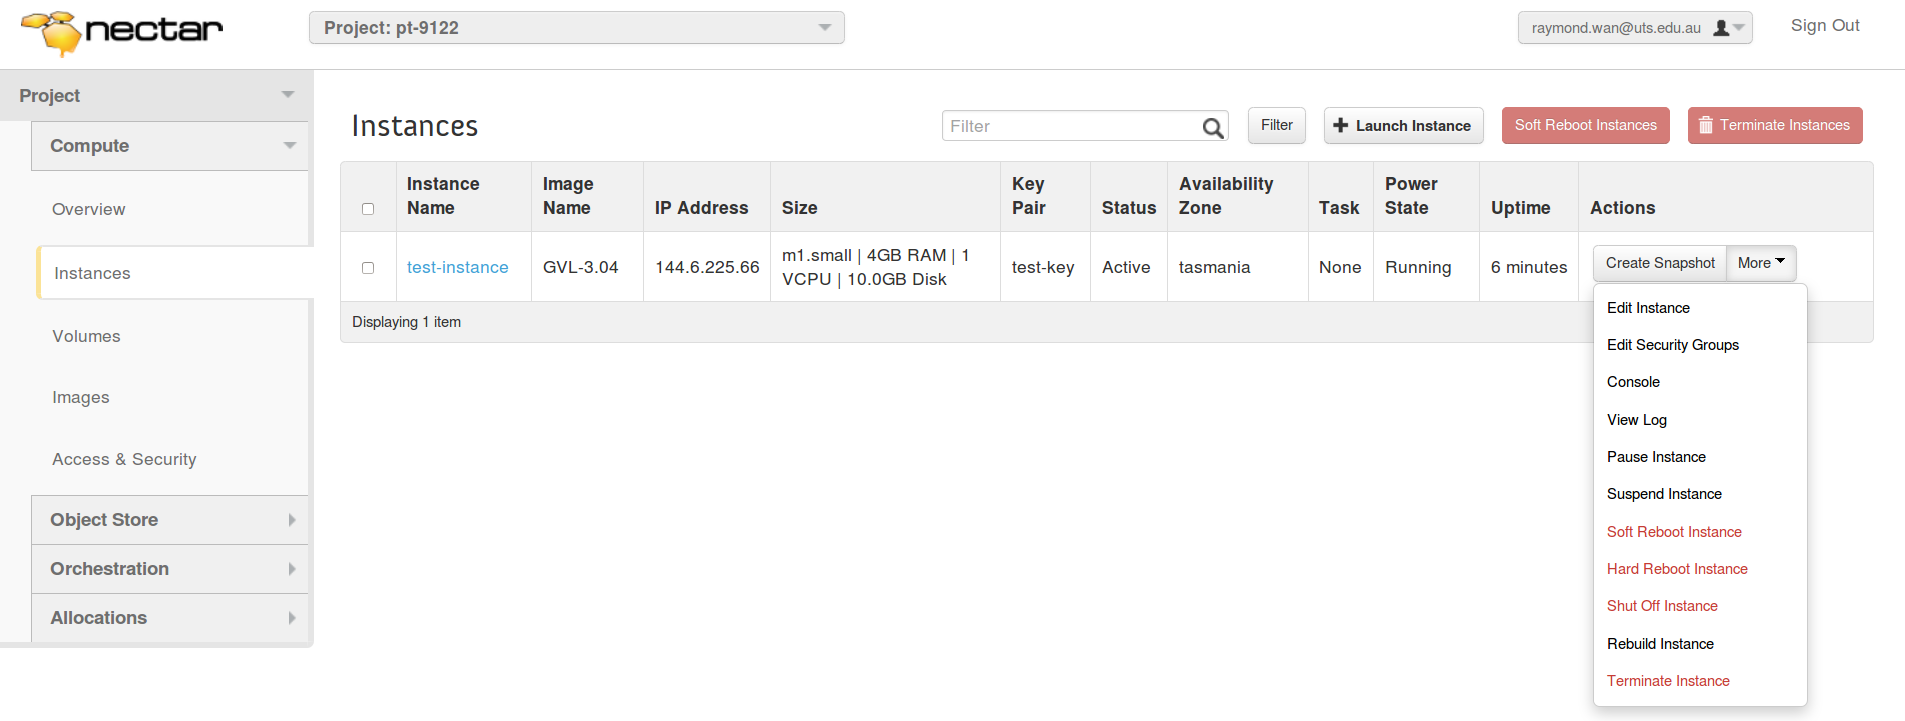 nectar
Project: pt-9122
raymond.wan@uts.edu.au
Sign Out
Project
Compute
Overview
Instances
Volumes
Images
Access & Security
Object Store
Orchestration
Allocations
Instances
Filter
Filter
Launch Instance
Soft Reboot Instances
Terminate Instances
Instance Name
Image Name
IP Address
Size
Key Pair
Status
Availability Zone
Task
Power State
Uptime
Actions
test-instance
GVL-3.04
144.6.225.66
m1.small | 4GB RAM | 1
VCPU | 10.0GB Disk
test-key
Active
tasmania
None
Running
6 minutes
Create Snapshot
More
Displaying 1 item
Edit Instance
Edit Security Groups
Console
View Log
Pause Instance
Suspend Instance
Soft Reboot Instance
Hard Reboot Instance
Shut Off Instance
Rebuild Instance
Terminate Instance